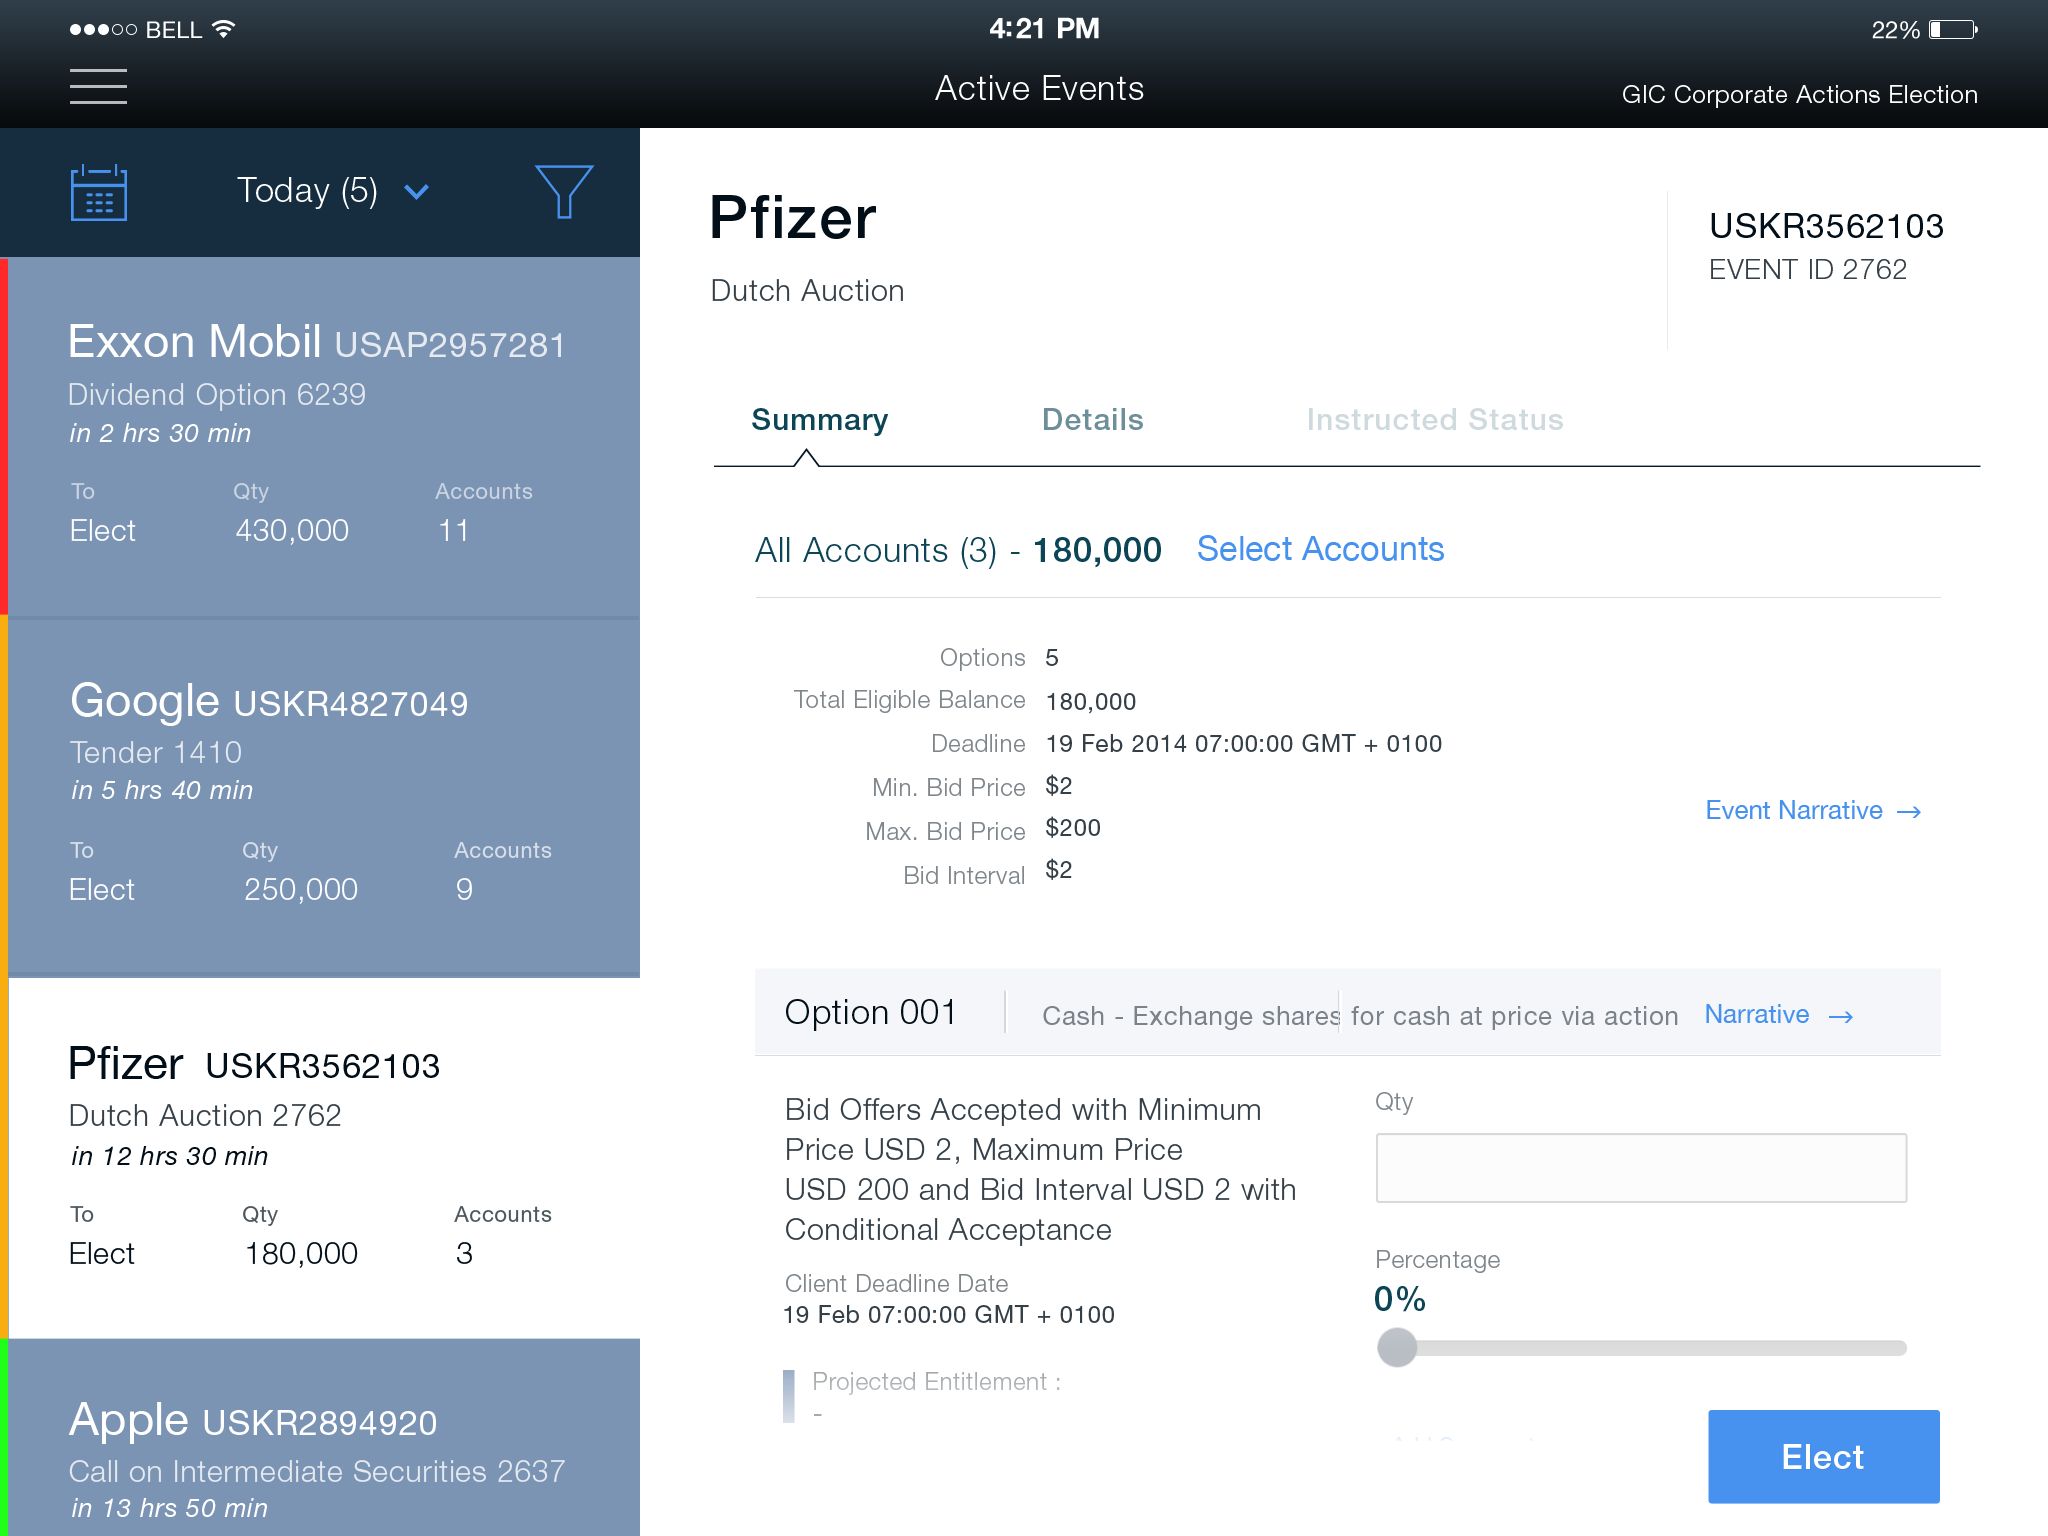 BELL
4:21 PM
22%
Active Events
GIC Corporate Actions Election
Today (5)
Exxon Mobil USAP2957281
Dividend Option 6239
in 2 hrs 30 min
To Qty Accounts
Elect 430,000 11
Google USKR4827049
Tender 1410
in 5 hrs 40 min
To Qty Accounts
Elect 250,000 9
Pfizer USKR3562103
Dutch Auction 2762
in 12 hrs 30 min
To Qty Accounts
Elect 180,000 3
Apple USKR2894920
Call on Intermediate Securities 2637
in 13 hrs 50 min
Pfizer
Dutch Auction
USKR3562103
EVENT ID 2762
Summary Details Instructed Status
All Accounts (3) - 180,000 Select Accounts
Options 5
Total Eligible Balance 180,000
Deadline 19 Feb 2014 07:00:00 GMT + 0100
Min. Bid Price $2
Max. Bid Price $200
Bid Interval $2
Event Narrative →
Option 001 Cash - Exchange shares for cash at price via action Narrative →
Bid Offers Accepted with Minimum
Price USD 2, Maximum Price
USD 200 and Bid Interval USD 2 with
Conditional Acceptance
Client Deadline Date
19 Feb 07:00:00 GMT + 0100
Projected Entitlement :
-
Qty
Percentage
0%
Elect